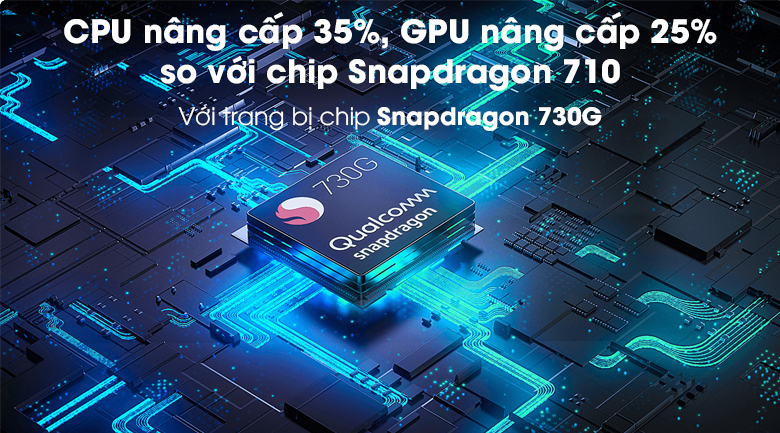 CPU nâng cấp 35%, GPU nâng cấp 25%
so với chip Snapdragon 710
Với trang bị chip Snapdragon 730G
730G
Qualcomm
snapdragon